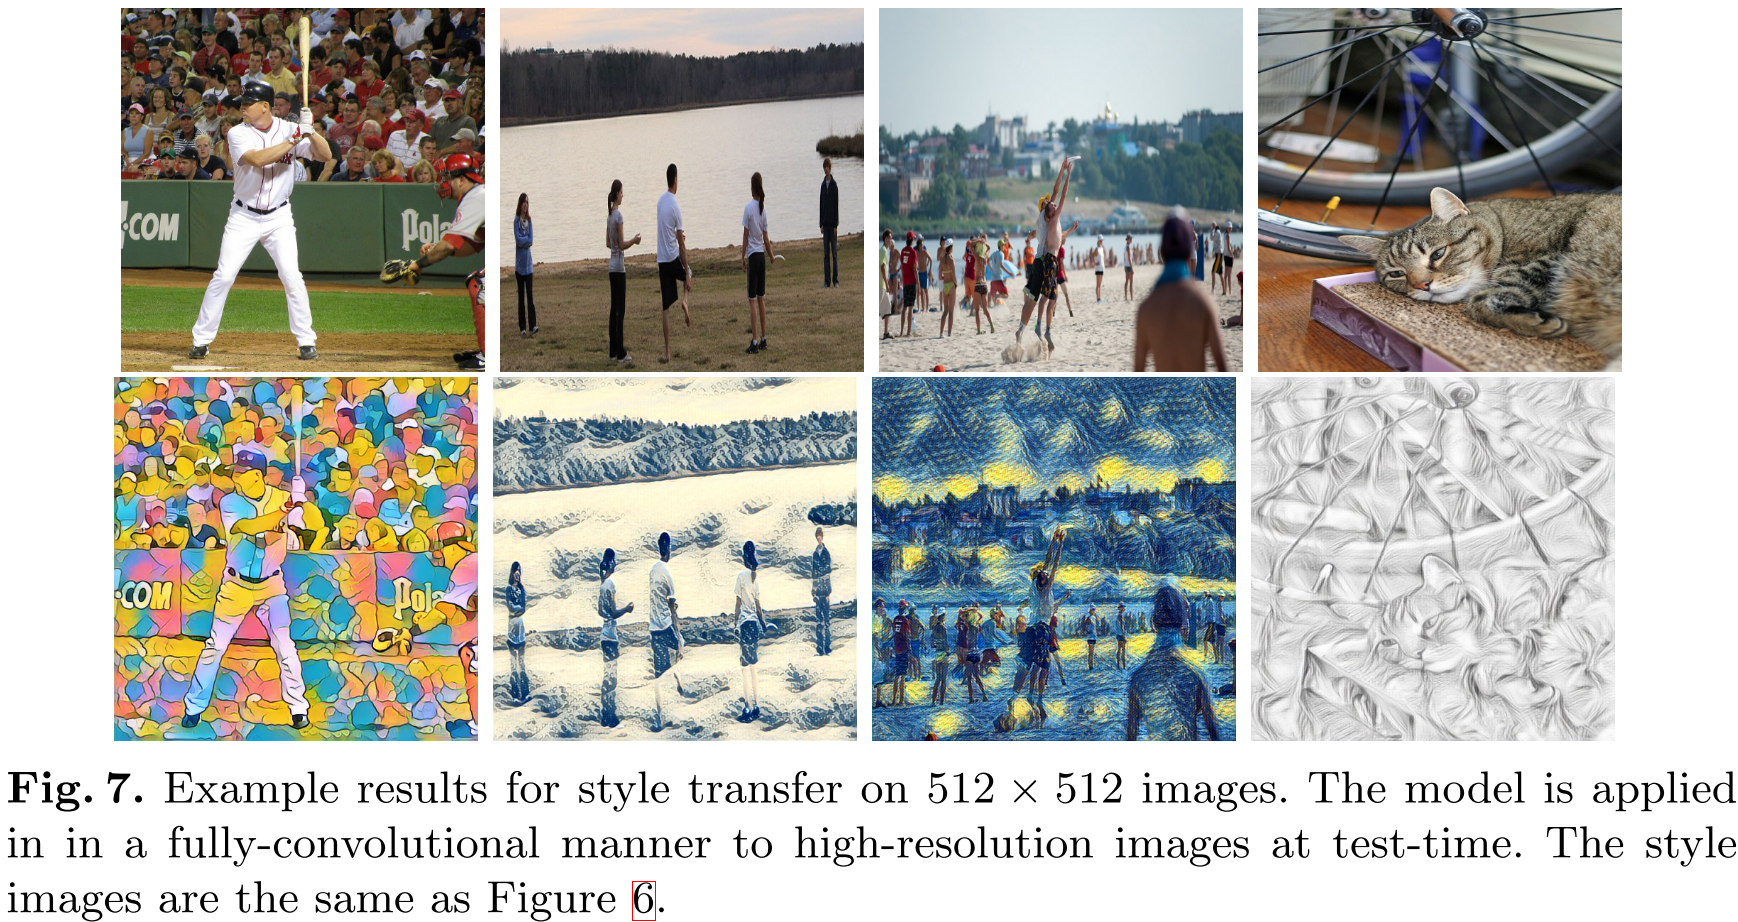 .COM
Pola
.COM
Pol
Fig. 7. Example results for style transfer on 512 × 512 images. The model is applied
in in a fully-convolutional manner to high-resolution images at test-time. The style
images are the same as Figure 6.